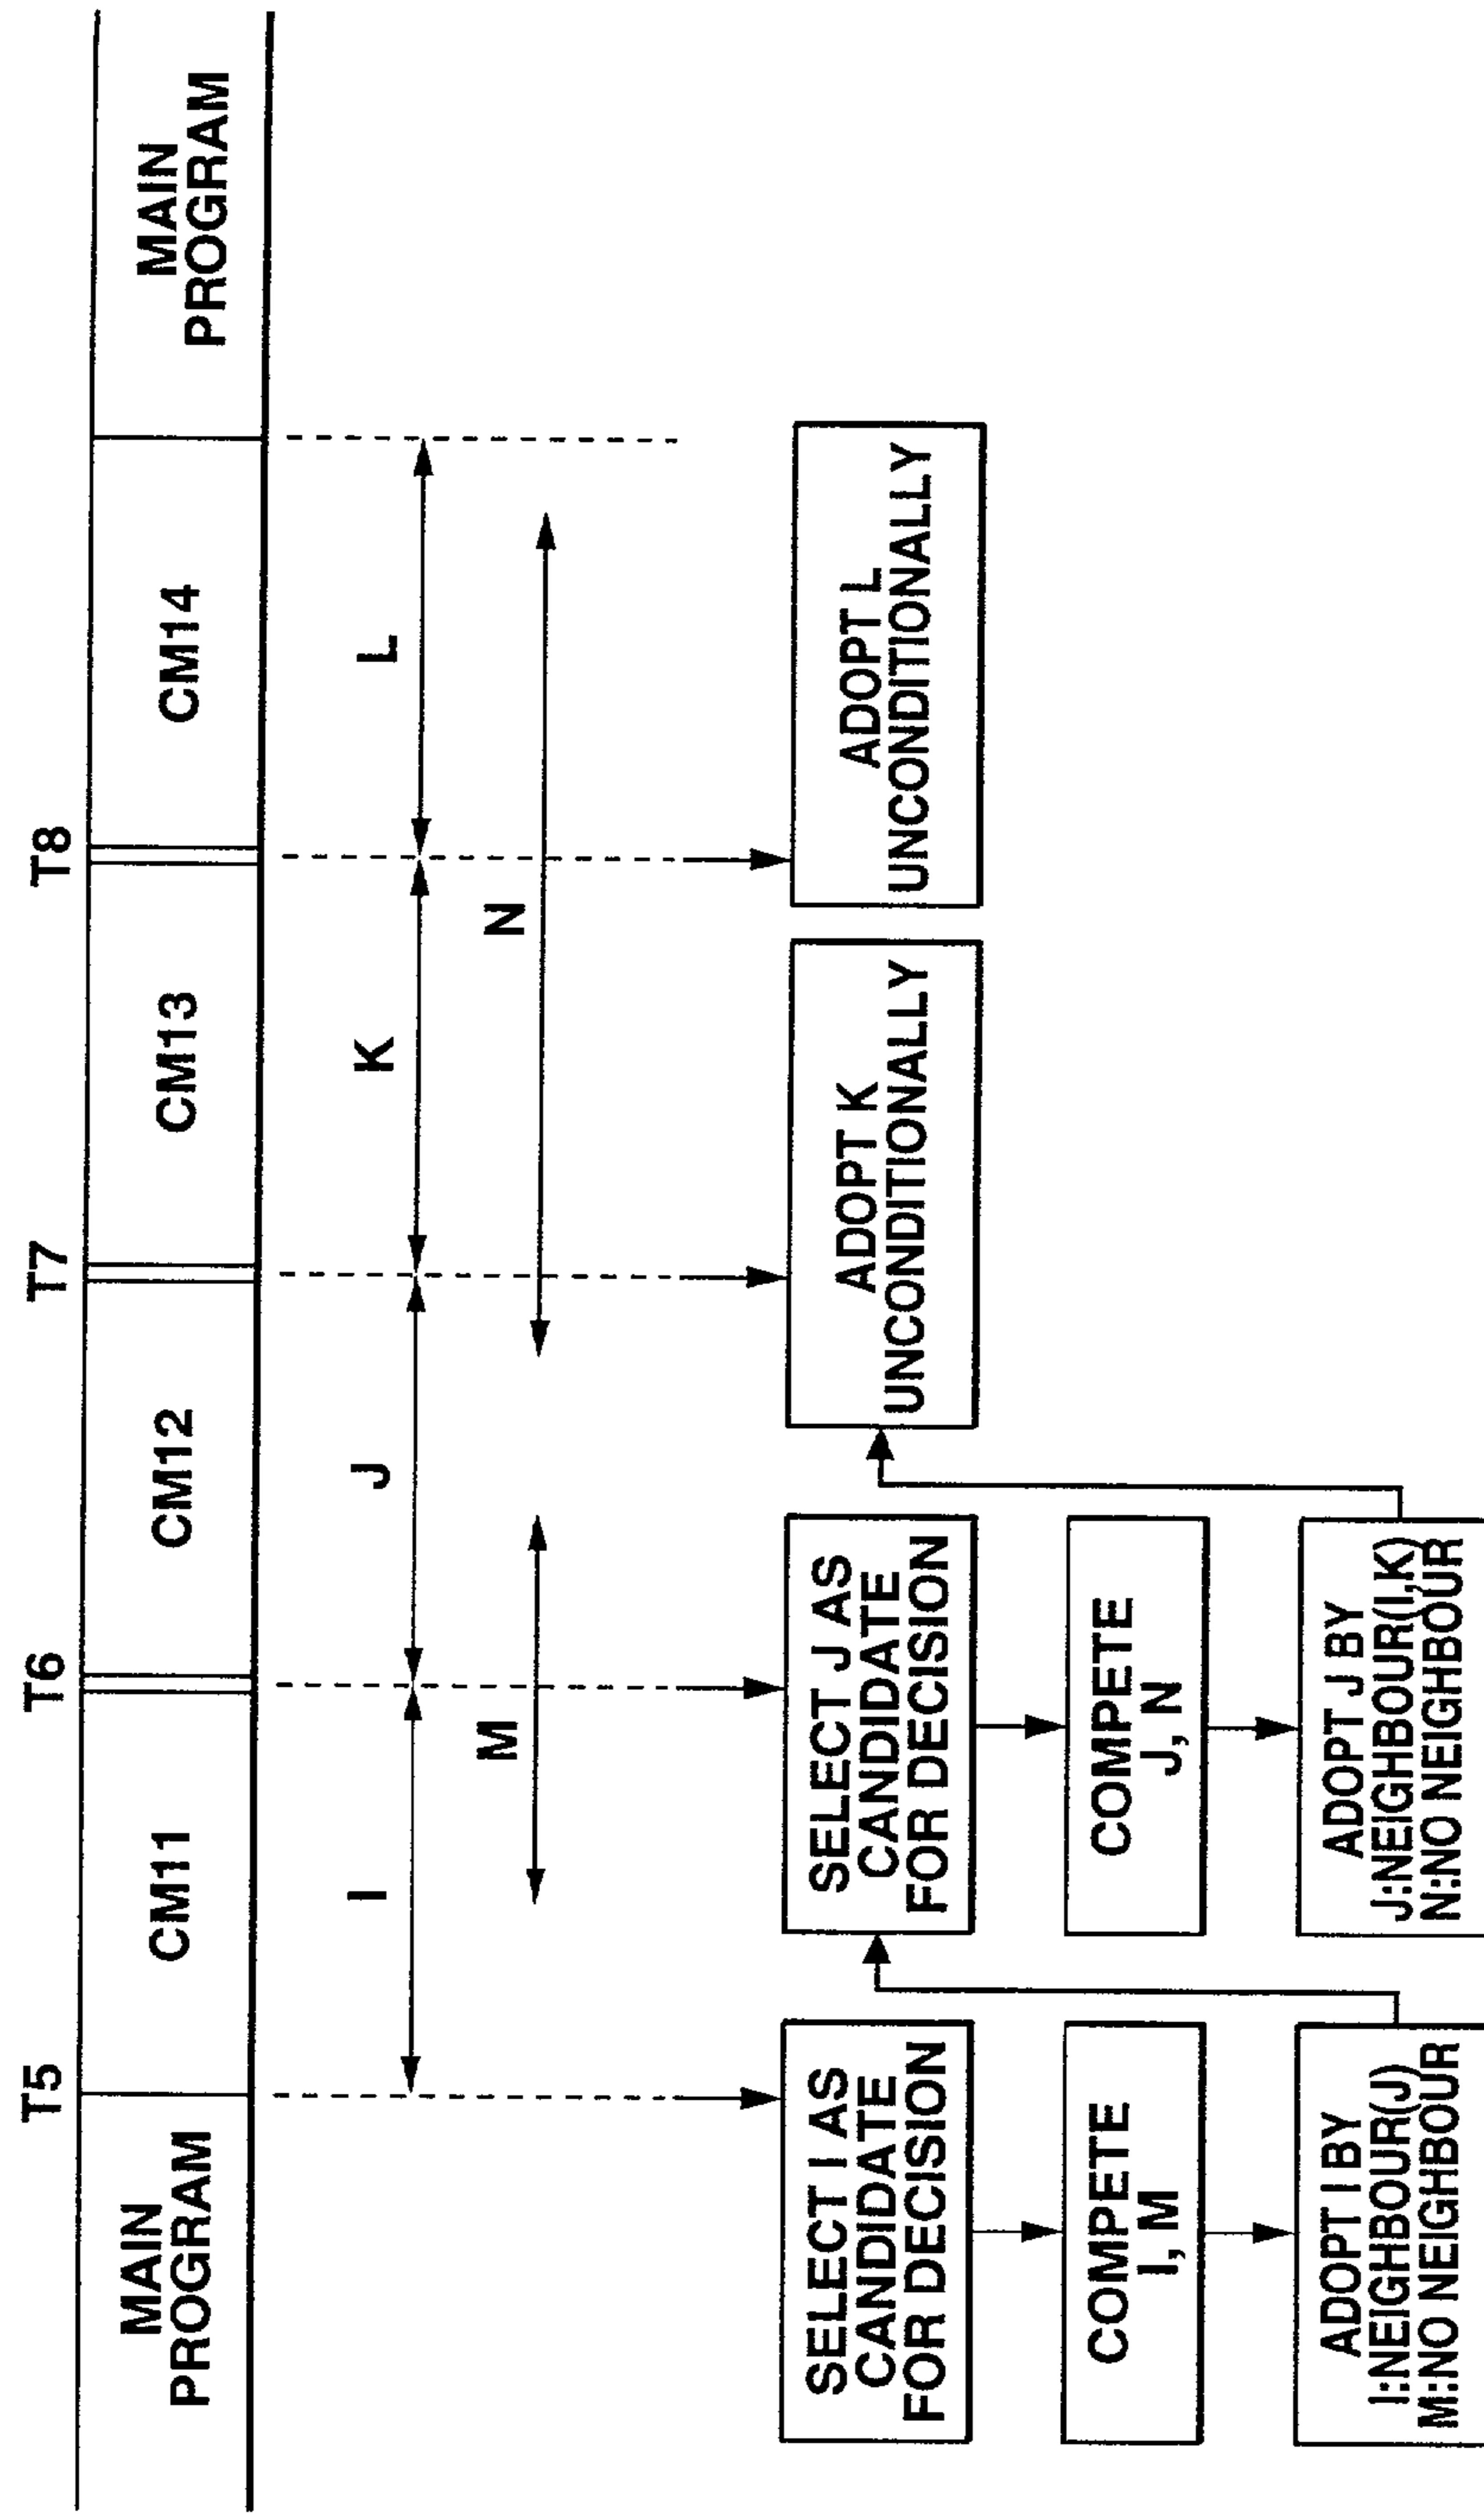 T5
T6
T7
T8
MAIN
PROGRAM
CM11
CM12
CM13
CM14
MAIN
PROGRAM
I
J
K
L
M
N
SELECT I AS
CANDIDATE
FOR DECISION
COMPETE
I, M
ADOPT I BY
I:NEIGHBOUR(J)
M:NO NEIGHBOUR
SELECT J AS
CANDIDATE
FOR DECISION
COMPETE
J, N
ADOPT J BY
J:NEIGHBOUR(I,K)
N:NO NEIGHBOUR
ADOPT K
UNCONDITIONALLY
ADOPT L
UNCONDITIONALLY